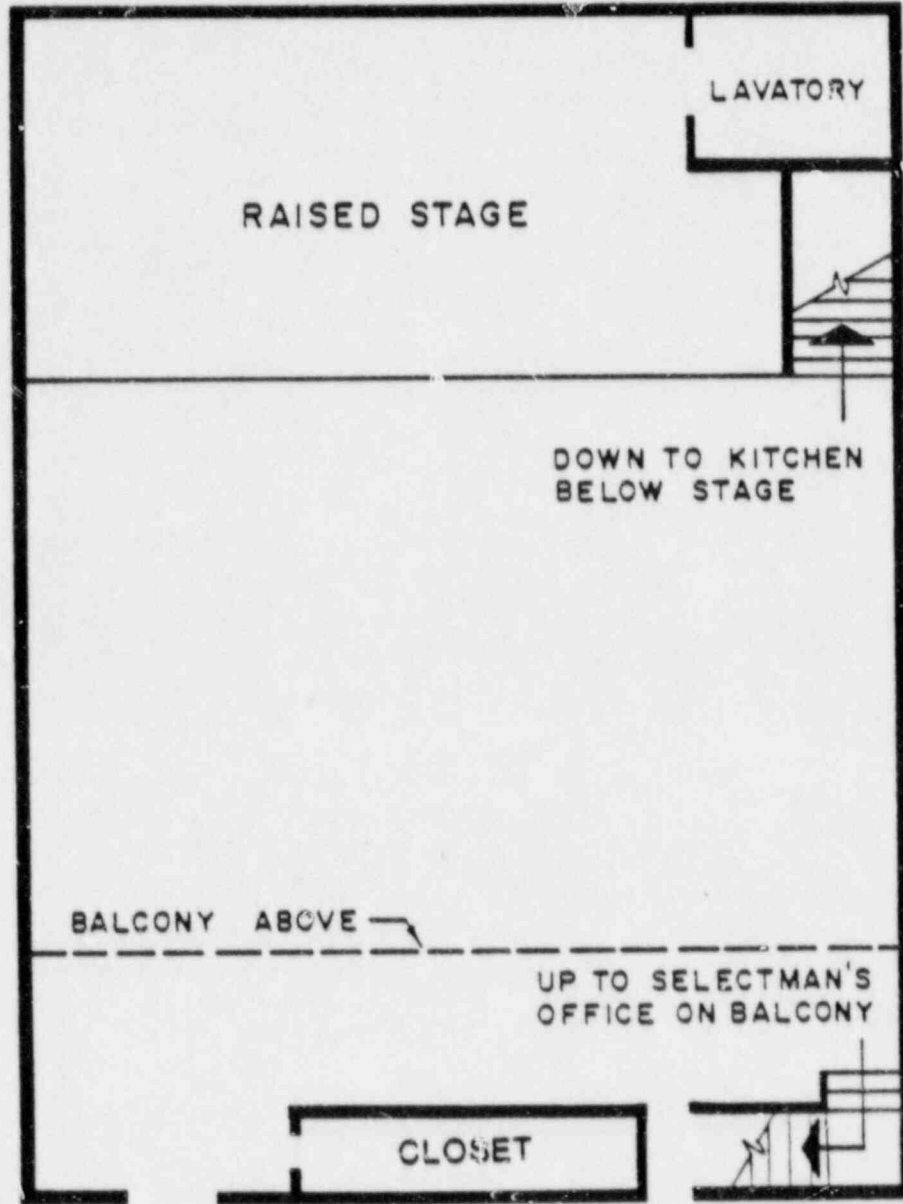 LAVATORY
RAISED STAGE
DOWN TO KITCHEN
BELOW STAGE
BALCONY ABOVE
UP TO SELECTMAN'S
OFFICE ON BALCONY
CLOSET